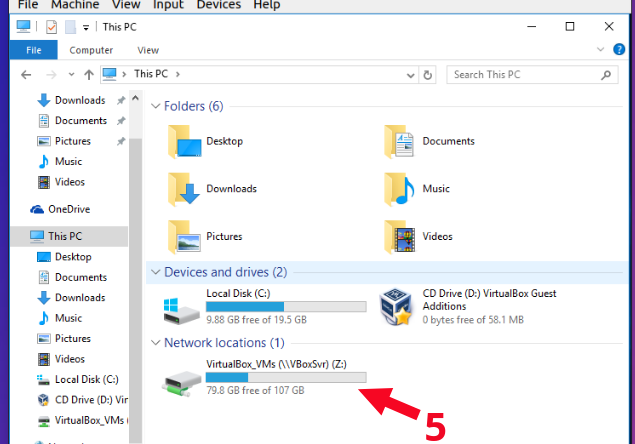 File Machine View Input Devices Help
This PC
File Computer View
This PC
Search This PC
Downloads
Documents
Pictures
Music
Videos
OneDrive
This PC
Desktop
Documents
Downloads
Music
Pictures
Videos
Local Disk (C:)
CD Drive (D:) Vir
VirtualBox_VMs (
Folders (6)
Desktop
Documents
Downloads
Music
Pictures
Videos
Devices and drives (2)
Local Disk (C:)
9.88 GB free of 19.5 GB
CD Drive (D:) VirtualBox Guest
Additions
0 bytes free of 58.1 MB
Network locations (1)
VirtualBox_VMs (\\VBoxSvr) (Z:)
79.8 GB free of 107 GB
5